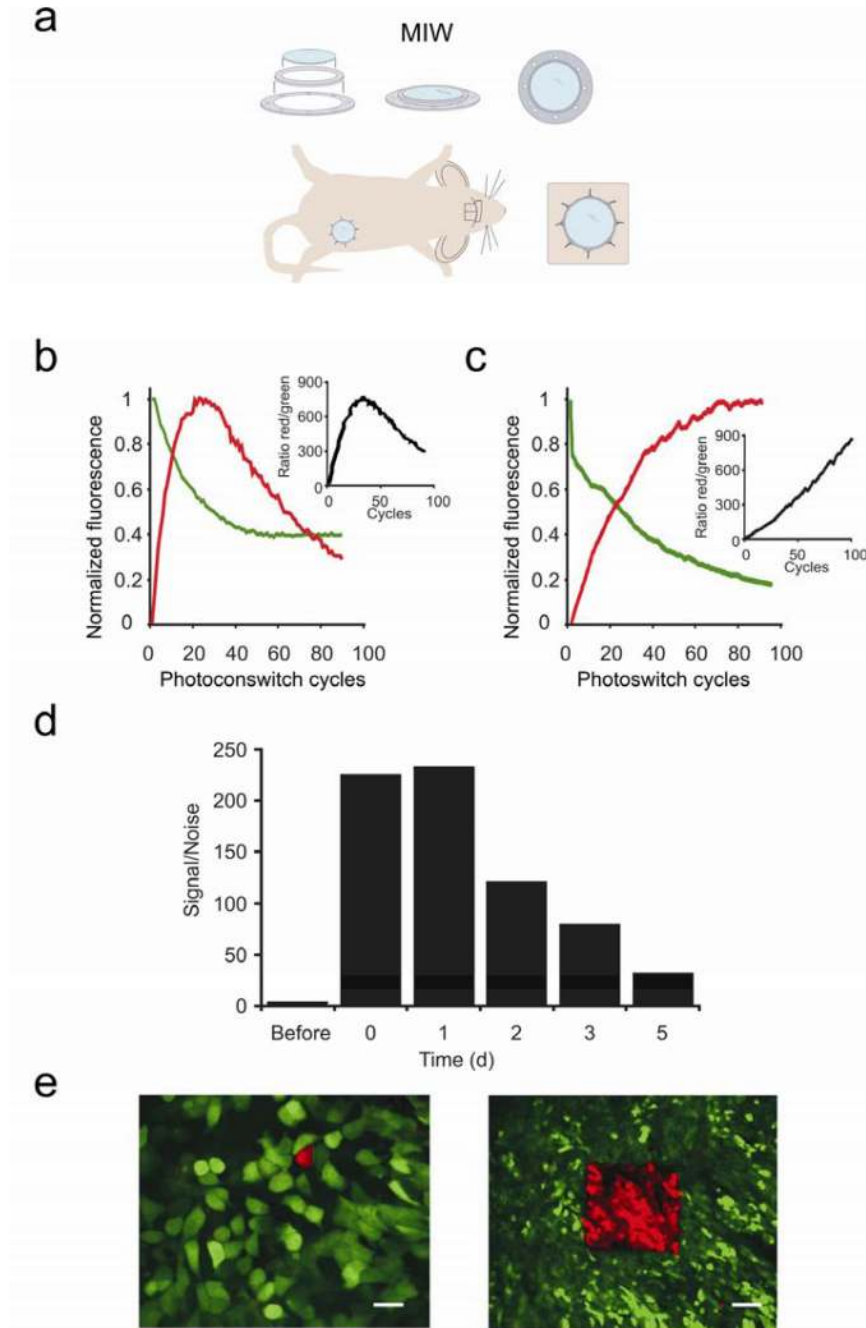 a
MIW
b
Normalized fluorescence
1
0.8
0.6
0.4
0.2
0
0 20 40 60 80 100
Photoconswitch cycles
Ratio red/green
900
600
300
0
0 50 100
Cycles
c
Normalized fluorescence
1
0.8
0.6
0.4
0.2
0
0 20 40 60 80 100
Photoswitch cycles
Ratio red/green
900
600
300
0
0 50 100
Cycles
d
Signal/Noise
250
200
150
100
50
0
Before 0 1 2 3 5
Time (d)
e